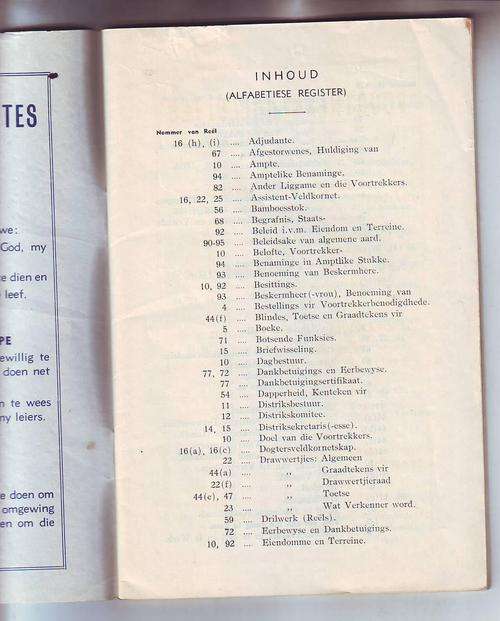 TES
we:
God, my
te dien en
leef.
PE
ewillig te
doen net
n te wees
ny leiers.
e doen om
omgewing
en om die
INHOUD
(ALFABETIESE REGISTER)
Nommer van Reël
16 (h), (i) .... Adjudante.
67 .... Afgestorwenes, Huldiging van
10 .... Ampte.
94 .... Amptelike Benaminge.
82 .... Ander Liggame en die Voortrekkers.
16, 22, 25 .... Assistent-Veldkornet.
56 .... Bamboesstok.
68 .... Begrafnis, Staats-
92 .... Beleid i.v.m. Eiendom en Terreine.
90-95 .... Beleidsake van algemene aard.
10 .... Belofte, Voortrekker-
94 .... Benaminge in Amptlike Stukke.
93 .... Benoeming van Beskermhere.
10, 92 .... Besittings.
93 .... Beskermheer(-vrou), Benoeming van
4 .... Bestellings vir Voortrekkerbenodigdhede.
44(f) .... Blindes, Toetse en Graadtekens vir
5 .... Boeke.
71 .... Botsende Funksies.
15 .... Briefwisseling.
10 .... Dagbestuur.
77, 72 .... Dankbetuigings en Eerbewyse.
77 .... Dankbetuigingsertifikaat.
54 .... Dapperheid, Kenteken vir
11 .... Distriksbestuur.
12 .... Distrikskomitee.
14, 15 .... Distriksekretaris(-esse).
10 .... Doel van die Voortrekkers.
16(a), 16(c) .... Dogtersveldkornetskap.
22 .... Drawwertjies: Algemeen
44(a) .... ,, Graadtekens vir
22(f) .... ,, Drawwertjieraad
44(c), 47 .... ,, Toetse
23 .... ,, Wat Verkenner word.
59 .... Drilwerk (Reëls).
72 .... Eerbewyse en Dankbetuigings.
10, 92 .... Eiendomme en Terreine.